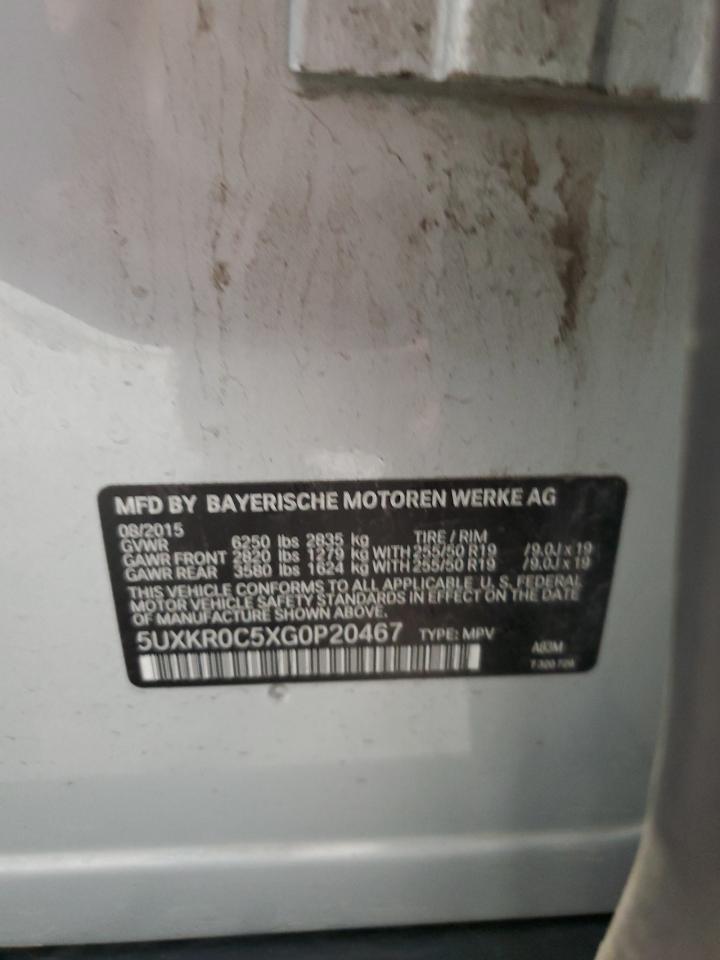 MFD BY BAYERISCHE MOTOREN WERKE AG
08/2015 TIRE / RIM
GVWR 6250 lbs 2835 kg
GAWR FRONT 2820 lbs 1279 kg WITH 255/50 R19 /9.0J x 19
GAWR REAR 3580 lbs 1624 kg WITH 255/50 R19 /9.0J x 19
THIS VEHICLE CONFORMS TO ALL APPLICABLE U. S. FEDERAL
MOTOR VEHICLE SAFETY STANDARDS IN EFFECT ON THE DATE
OF MANUFACTURE SHOWN ABOVE.
5UXKR0C5XG0P20467 TYPE: MPV
A83M